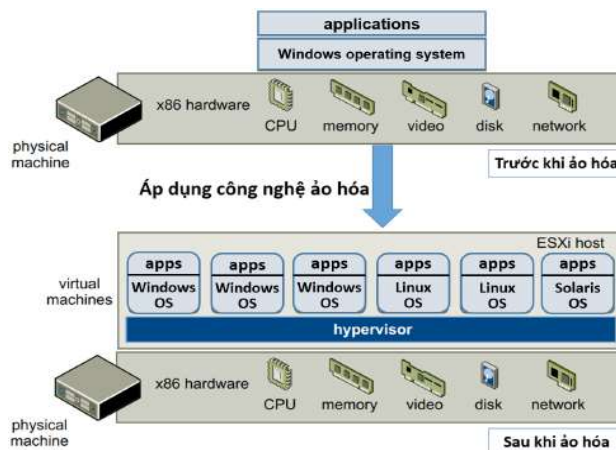 applications
Windows operating system
x86 hardware
CPU
memory
video
disk
network
physical
machine
Trước khi ảo hóa
Áp dụng công nghệ ảo hóa
ESXi host
virtual
machines
apps
Windows
OS
apps
Windows
OS
apps
Windows
OS
apps
Linux
OS
apps
Linux
OS
apps
Solaris
OS
hypervisor
x86 hardware
CPU
memory
video
disk
network
physical
machine
Sau khi ảo hóa